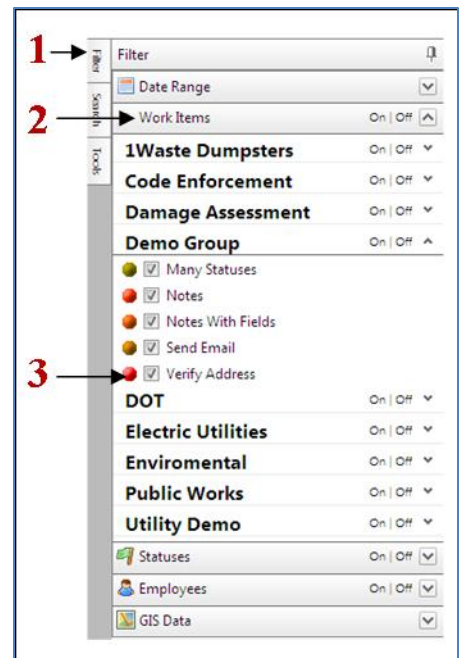 1
Filter
Search
Tools
Filter
Date Range
2
Work Items On | Off
1Waste Dumpsters On | Off
Code Enforcement On | Off
Damage Assessment On | Off
Demo Group On | Off
Many Statuses
Notes
Notes With Fields
Send Email
3
Verify Address
DOT On | Off
Electric Utilities On | Off
Enviromental On | Off
Public Works On | Off
Utility Demo On | Off
Statuses On | Off
Employees On | Off
GIS Data